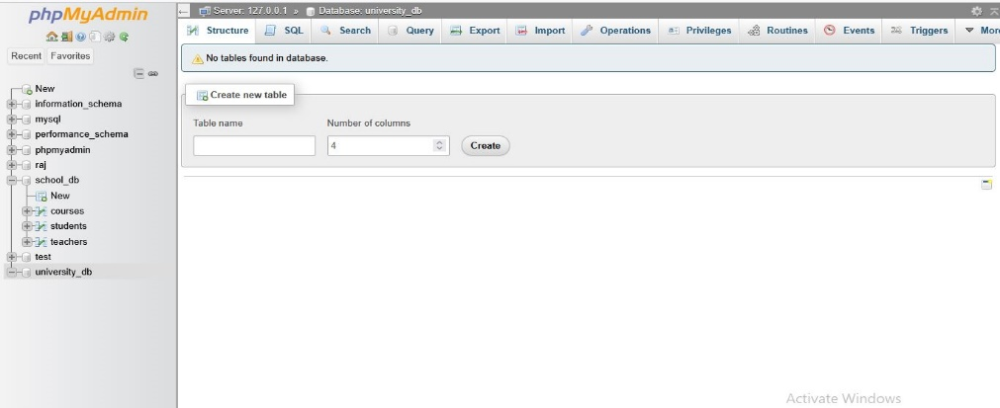 phpMyAdmin
Recent Favorites
New
information_schema
mysql
performance_schema
phpmyadmin
raj
school_db
New
courses
students
teachers
test
university_db
Server: 127.0.0.1 » Database: university_db
Structure SQL Search Query Export Import Operations Privileges Routines Events Triggers More
No tables found in database.
Create new table
Table name Number of columns
4 Create
Activate Windows